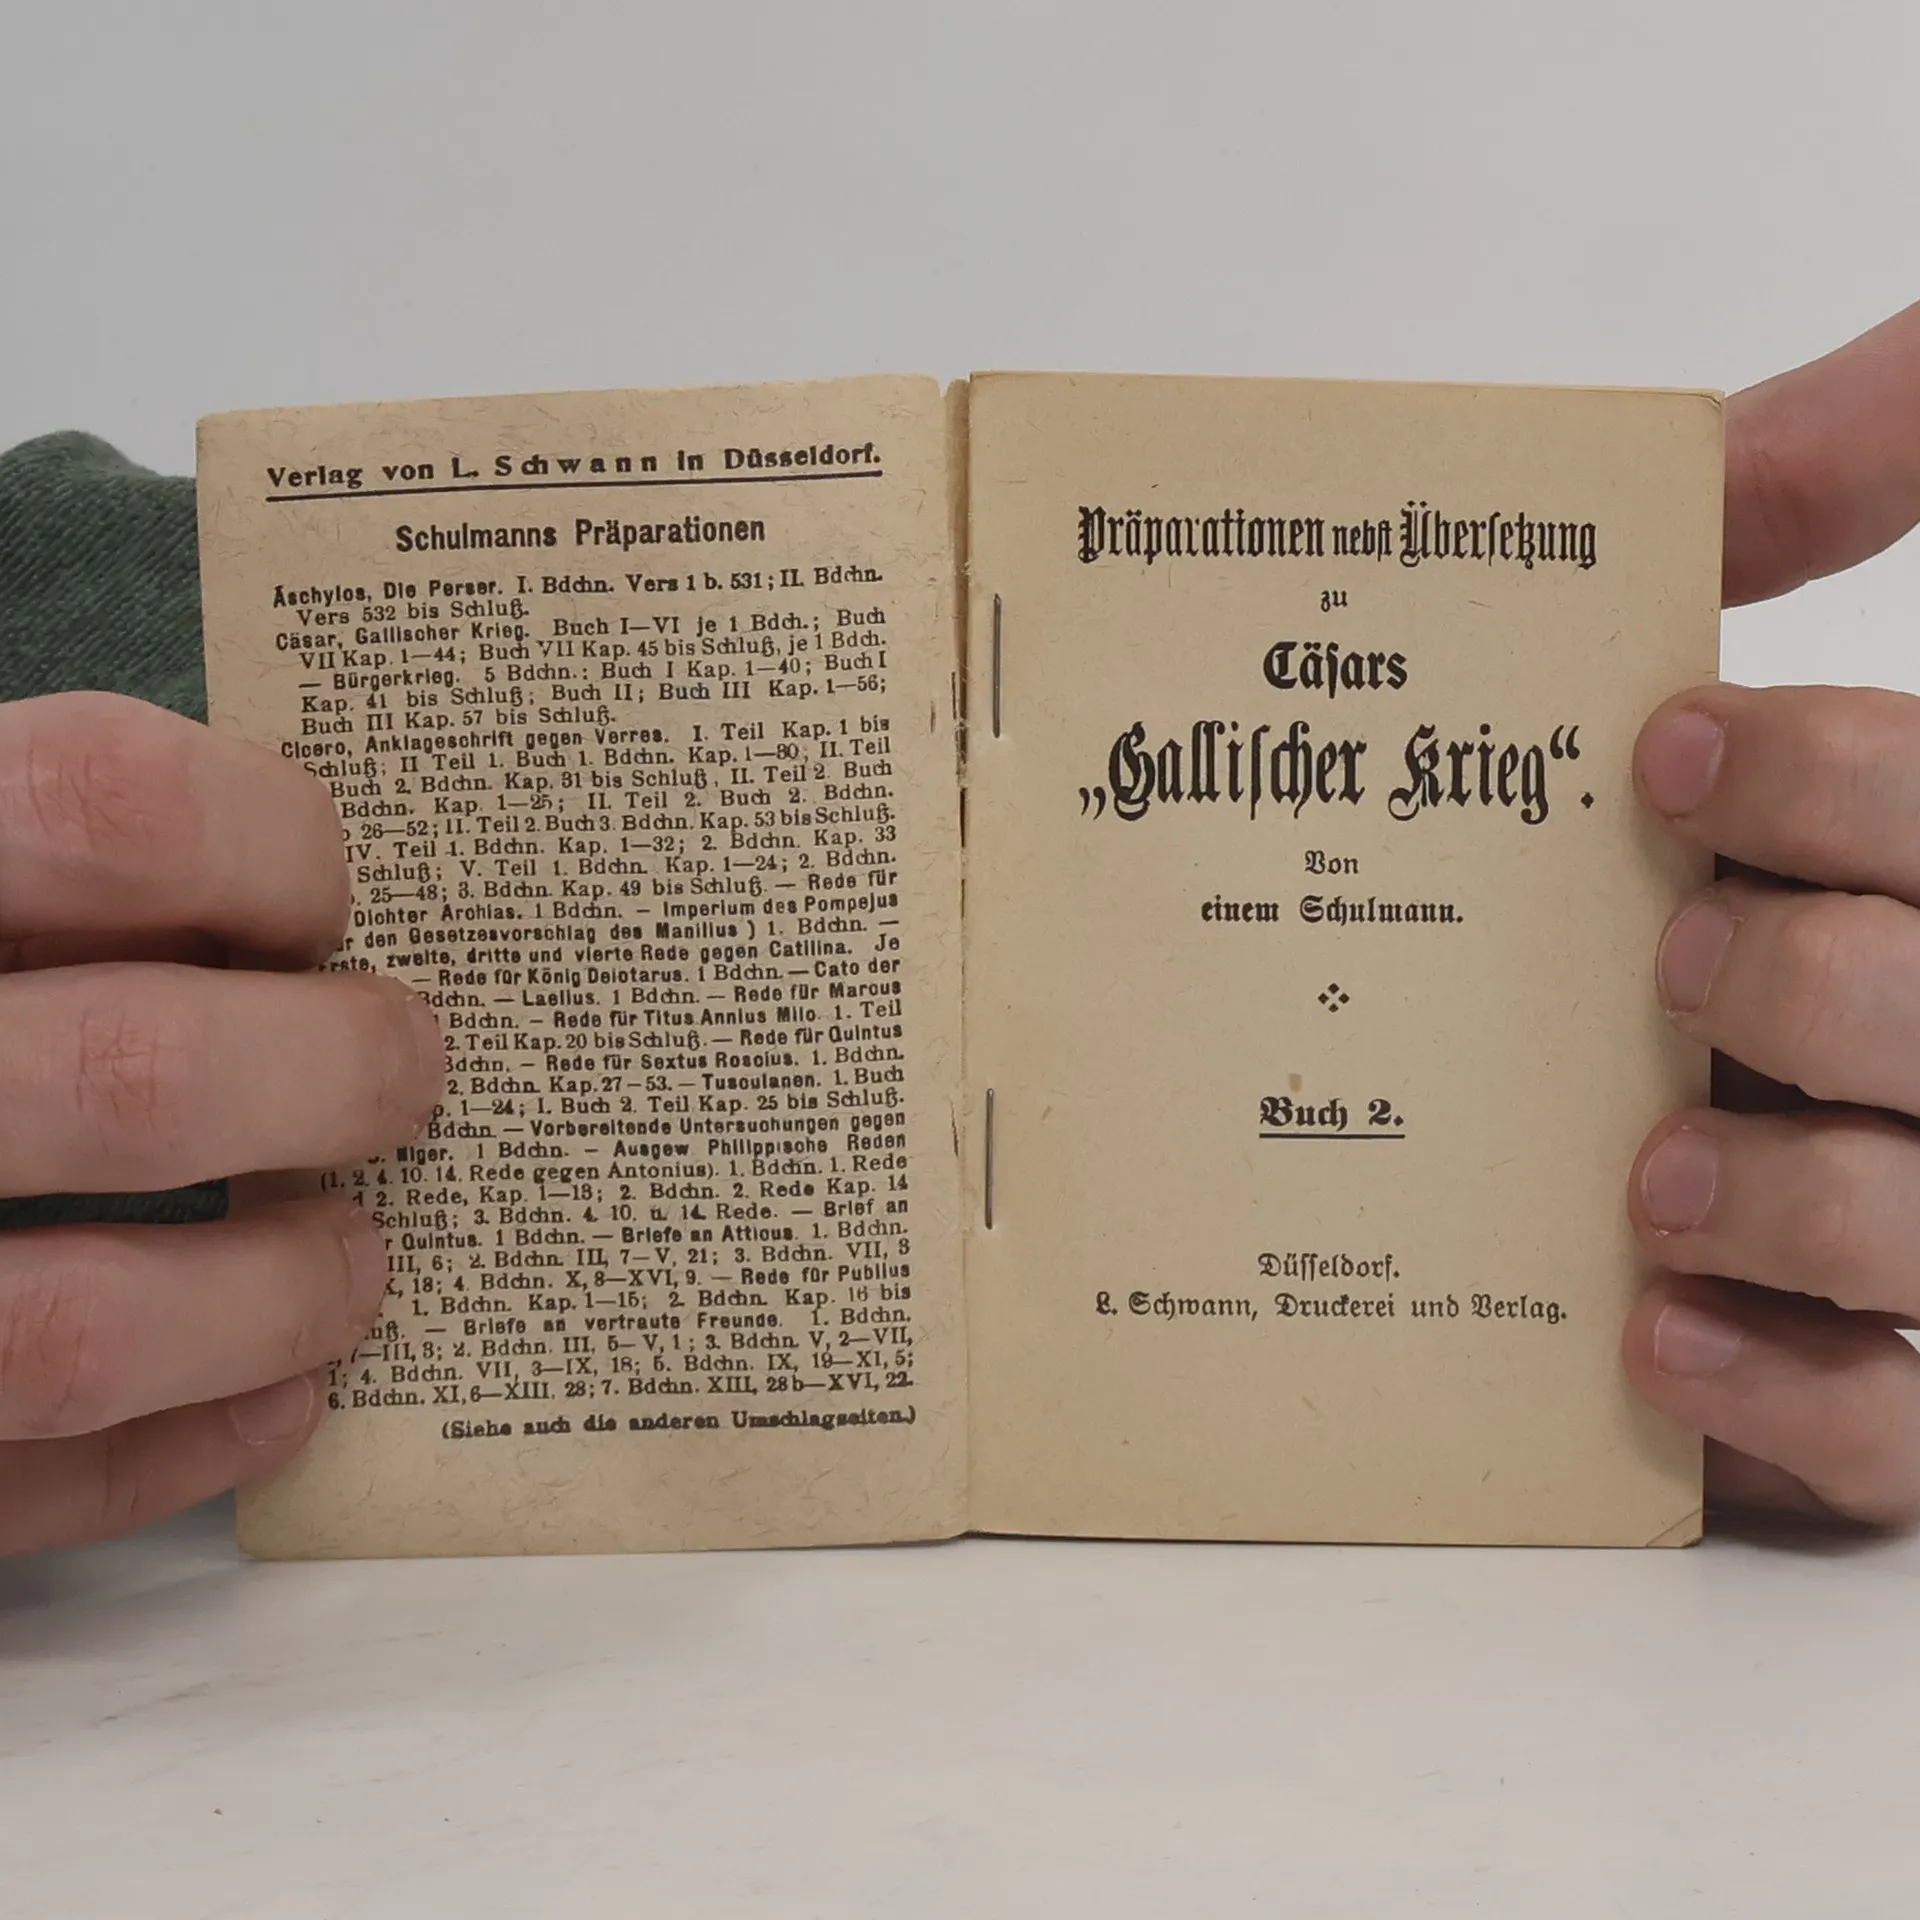 Verlag von L. Schwann in Düsseldorf.
Schulmanns Präparationen
Äschylos, Die Perser. I. Bdchn. Vers 1 b. 531; II. Bdchn.
Vers 532 bis Schluß.
Cäsar, Gallischer Krieg. Buch I—VI je 1 Bdch.; Buch
VII Kap. 1—44; Buch VII Kap. 45 bis Schluß, je 1 Bdch.
— Bürgerkrieg. 5 Bdchn.: Buch I Kap. 1—40; Buch I
Kap. 41 bis Schluß; Buch II; Buch III Kap. 1—56;
Buch III Kap. 57 bis Schluß.
Cicero, Anklageschrift gegen Verres. I. Teil Kap. 1 bis
Schluß; II Teil 1. Buch 1. Bdchn. Kap. 1—30; II. Teil
Buch 2. Bdchn. Kap. 31 bis Schluß, II. Teil 2. Buch
Bdchn. Kap. 1—25; II. Teil 2. Buch 2. Bdchn.
26—52; II. Teil 2. Buch 3. Bdchn. Kap. 53 bis Schluß.
IV. Teil 1. Bdchn. Kap. 1—32; 2. Bdchn. Kap. 33
Schluß; V. Teil 1. Bdchn. Kap. 1—24; 2. Bdchn.
25—48; 3. Bdchn. Kap. 49 bis Schluß. — Rede für
Dichter Archias. 1 Bdchn. — Imperium des Pompejus
den Gesetzesvorschlag des Manilius) 1. Bdchn. —
zweite, dritte und vierte Rede gegen Catilina. Je
— Rede für König Deiotarus. 1 Bdchn. — Cato der
Bdchn. — Laelius. 1 Bdchn. — Rede für Marcus
Bdchn. — Rede für Titus Annius Milo. 1. Teil
2. Teil Kap. 20 bis Schluß. — Rede für Quintus
Bdchn. — Rede für Sextus Roscius. 1. Bdchn.
2. Bdchn. Kap. 27—53. — Tusculanen. 1. Buch
1—24; I. Buch 2. Teil Kap. 25 bis Schluß.
Bdchn. — Vorbereitende Untersuchungen gegen
Niger. 1 Bdchn. — Ausgew Philippische Reden
(1. 2. 4. 10. 14. Rede gegen Antonius). 1. Bdchn. 1. Rede
2. Rede, Kap. 1—13; 2. Bdchn. 2. Rede Kap. 14
Schluß; 3. Bdchn. 4. 10. u. 14. Rede. — Brief an
Quintus. 1 Bdchn. — Briefe an Atticus. 1. Bdchn.
III, 6; 2. Bdchn. III, 7—V, 21; 3. Bdchn. VII, 3
18; 4. Bdchn. X, 8—XVI, 9. — Rede für Publius
1. Bdchn. Kap. 1—15; 2. Bdchn. Kap. 16 bis
— Briefe an vertraute Freunde. 1. Bdchn.
III, 3; 2. Bdchn. III, 5—V, 1; 3. Bdchn. V, 2—VII,
1; 4. Bdchn. VII, 3—IX, 18; 5. Bdchn. IX, 19—XI, 5;
6. Bdchn. XI, 6—XIII, 28; 7. Bdchn. XIII, 28b—XVI, 22.
(Siehe auch die anderen Umschlagseiten.)
Präparationen nebst Übersetzung
zu
Cäsars
„Gallischer Krieg“.
Von
einem Schulmann.
Buch 2.
Düsseldorf.
L. Schwann, Druckerei und Verlag.